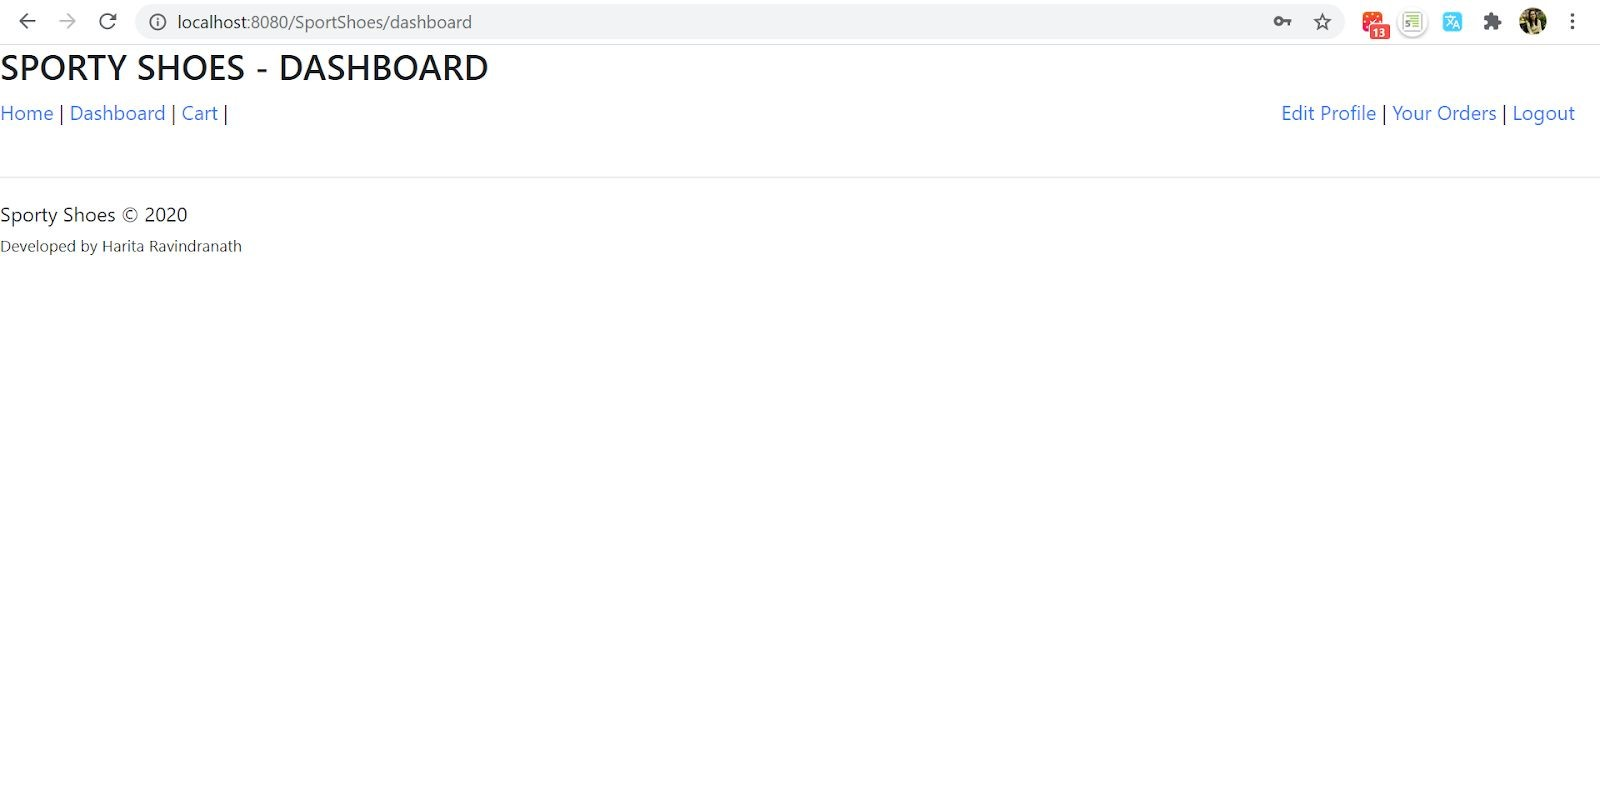 localhost:8080/SportShoes/dashboard
13
SPORTY SHOES - DASHBOARD
Home | Dashboard | Cart |
Edit Profile | Your Orders | Logout
Sporty Shoes © 2020
Developed by Harita Ravindranath